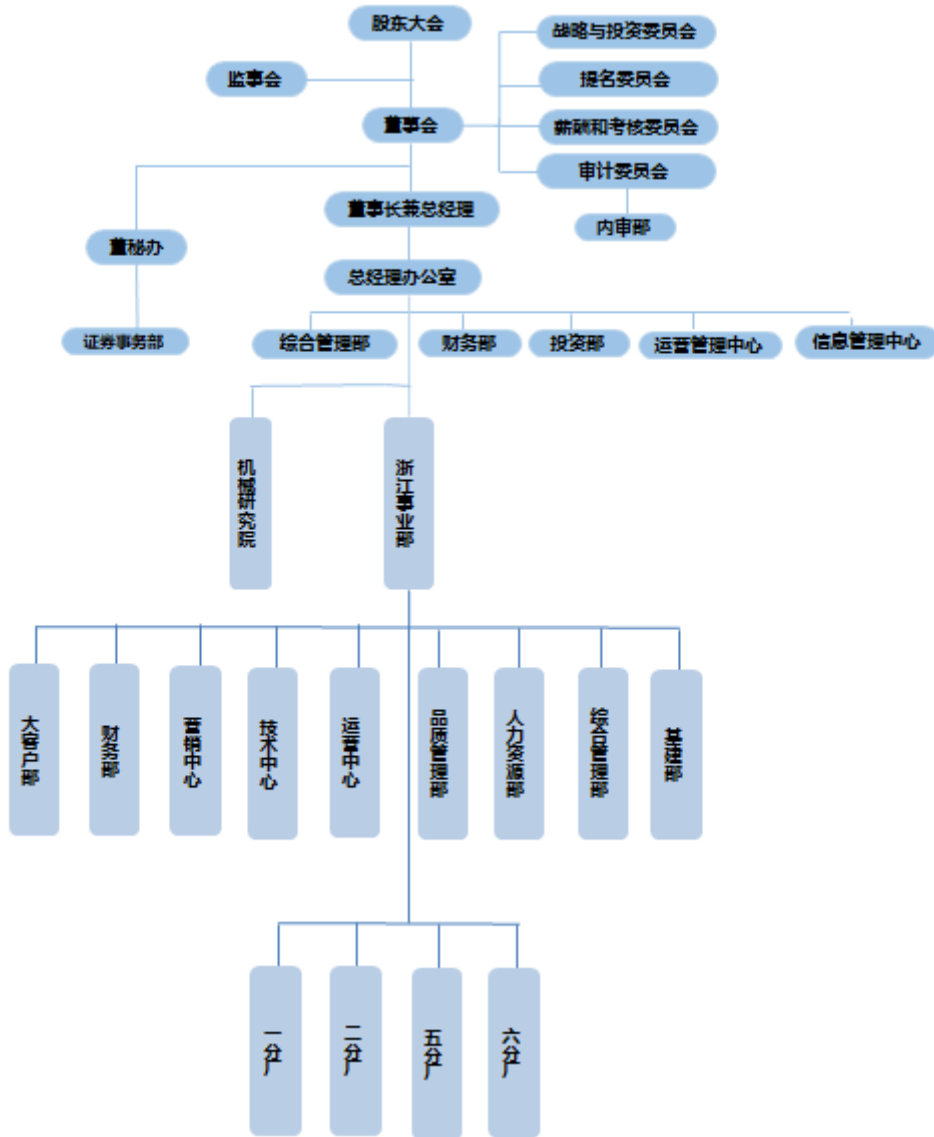 股东大会
战略与投资委员会
监事会
提名委员会
董事会
薪酬和考核委员会
审计委员会
董事长兼总经理
内审部
董秘办
总经理办公室
证券事务部
综合管理部
财务部
投资部
运营管理中心
信息管理中心
机械研究院
浙江事业部
大客户部
财务部
营销中心
技术中心
运营中心
品质管理部
人力资源部
综合管理部
基建部
一分厂
二分厂
五分厂
六分厂